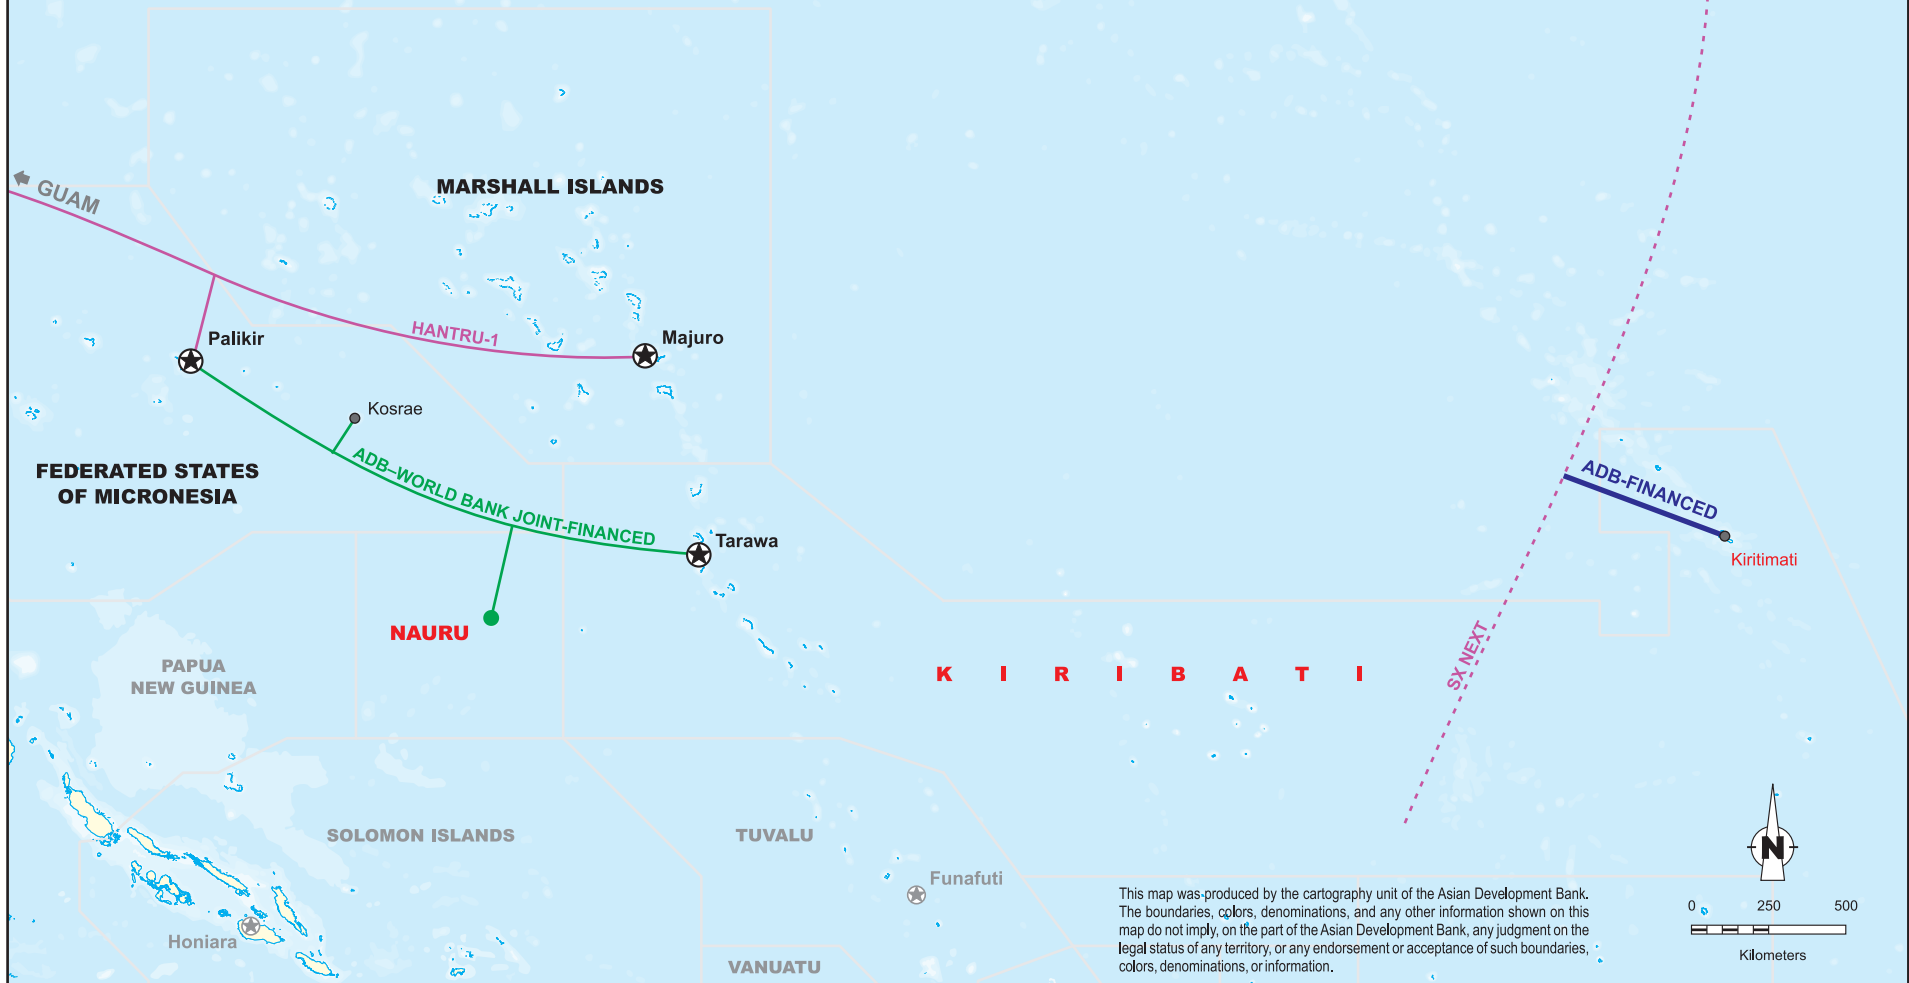 GUAM
MARSHALL ISLANDS
HANTRU-1
Palikir
Majuro
Kosrae
FEDERATED STATES
OF MICRONESIA
ADB–WORLD BANK JOINT-FINANCED
ADB-FINANCED
Tarawa
Kiritimati
NAURU
PAPUA
NEW GUINEA
KIRIBATI
SX NEXT
SOLOMON ISLANDS
TUVALU
Funafuti
Honiara
VANUATU
This map was produced by the cartography unit of the Asian Development Bank.
The boundaries, colors, denominations, and any other information shown on this
map do not imply, on the part of the Asian Development Bank, any judgment on the
legal status of any territory, or any endorsement or acceptance of such boundaries,
colors, denominations, or information.
N
0 250 500
Kilometers